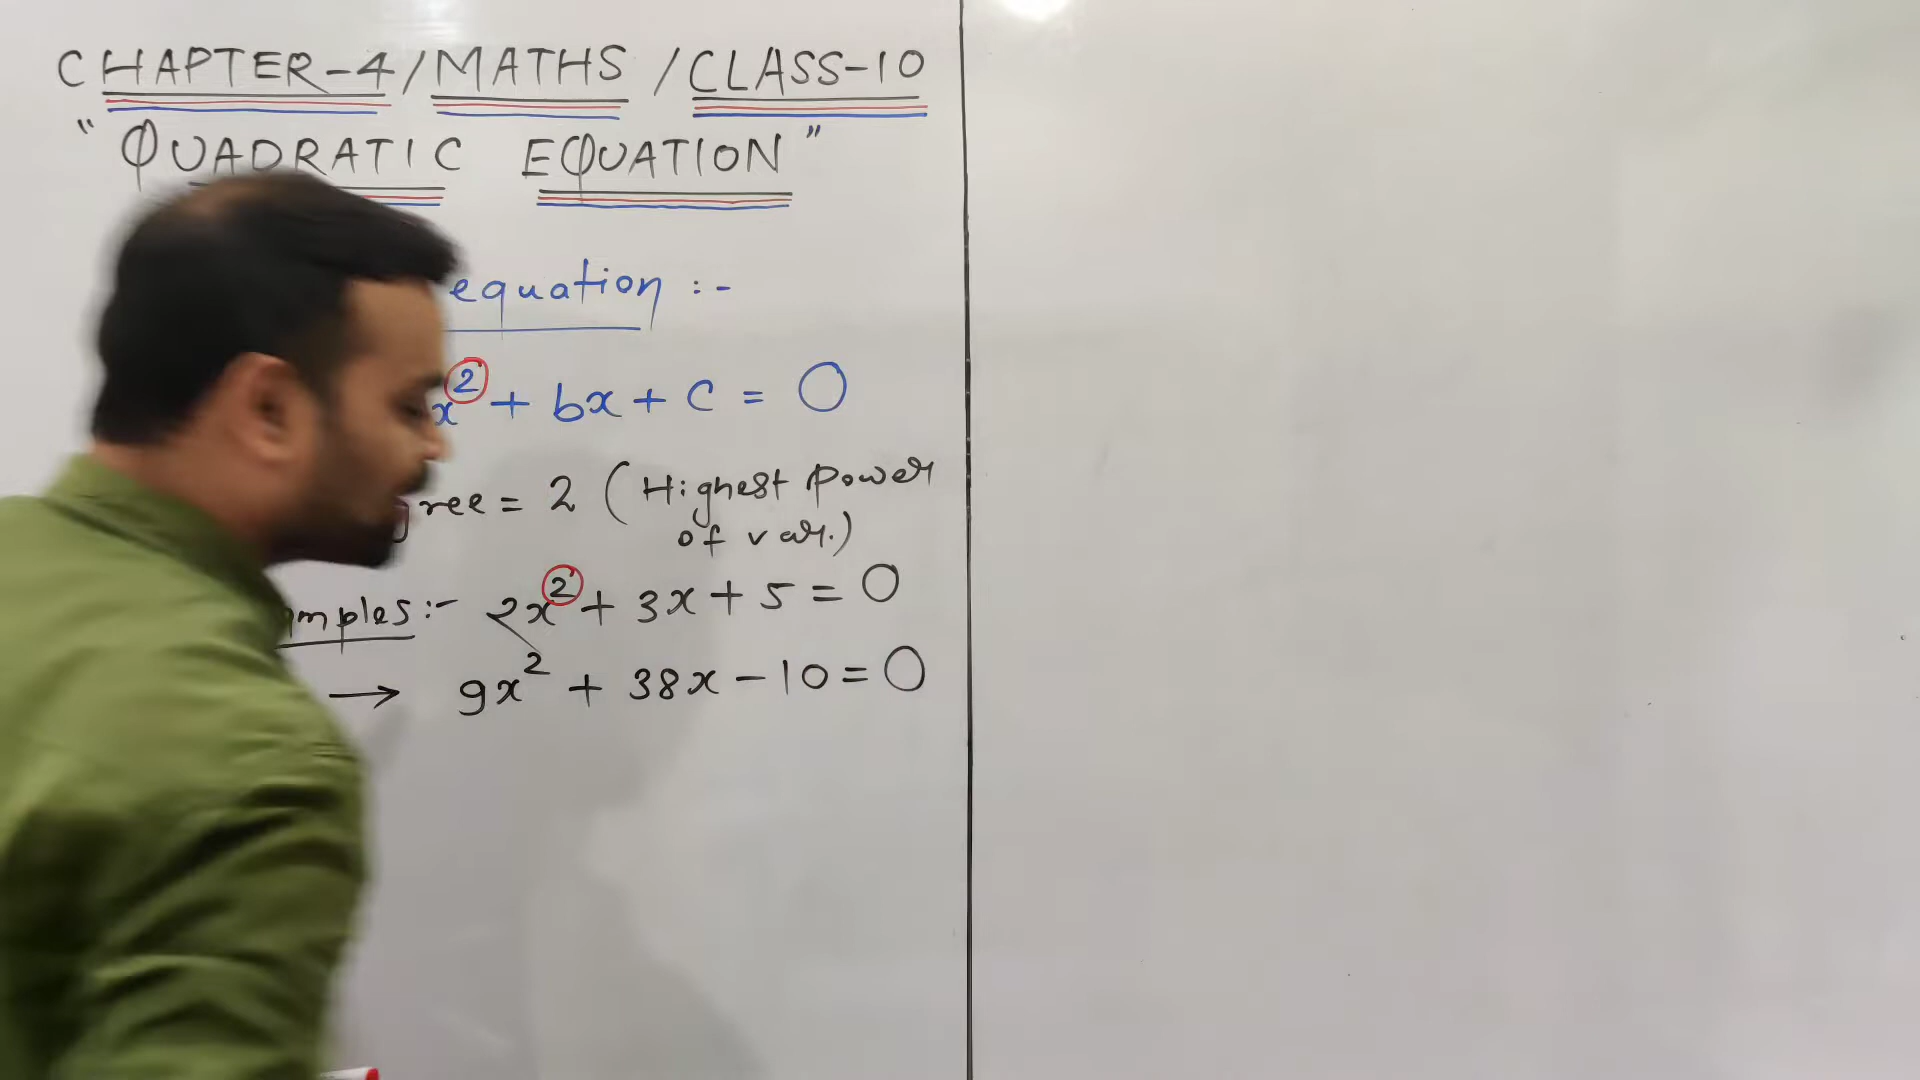 CHAPTER-4/MATHS/CLASS-10
"QUADRATIC EQUATION"
equation :-
x² + bx + c = 0
gree = 2 (Highest power
of var.)
mples :- 2x² + 3x + 5 = 0
→ 9x² + 38x - 10 = 0